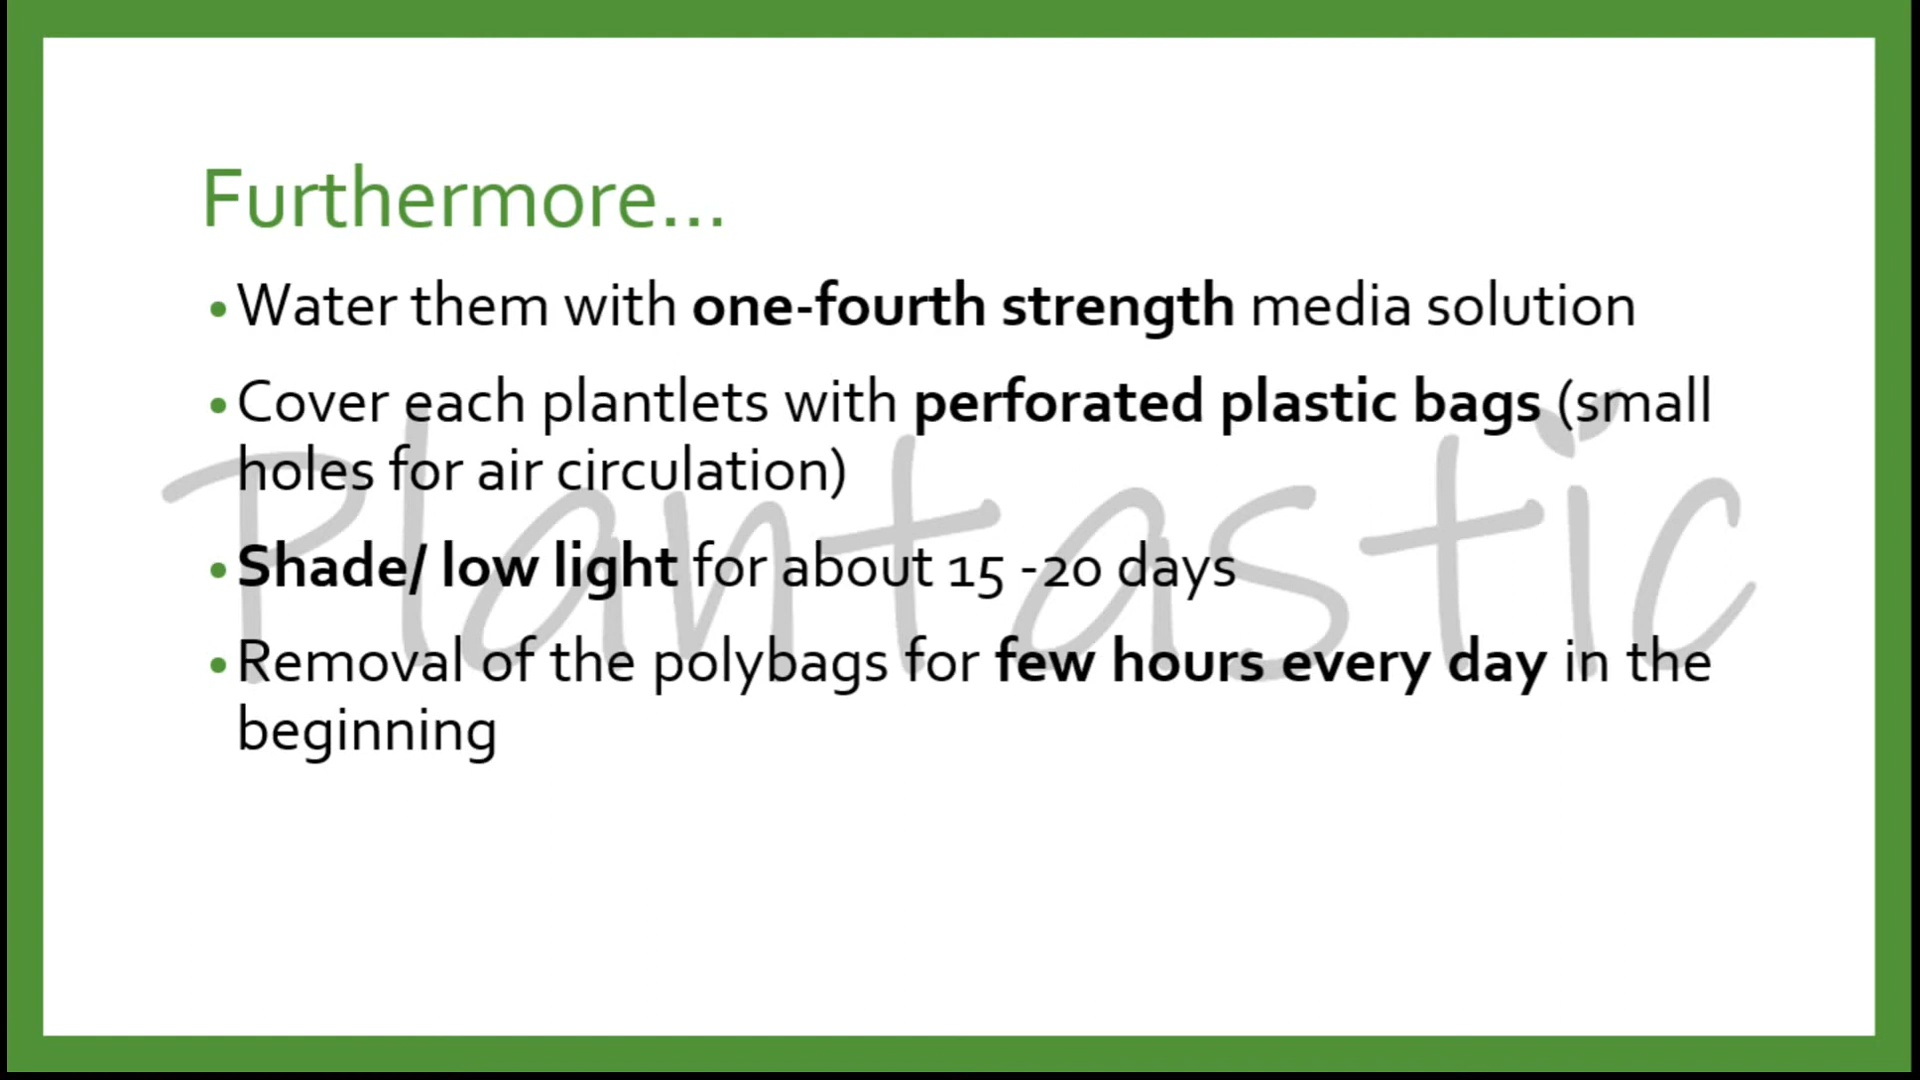 Furthermore...
• Water them with one-fourth strength media solution
• Cover each plantlets with perforated plastic bags (small
holes for air circulation)
• Shade/ low light for about 15 -20 days
• Removal of the polybags for few hours every day in the
beginning
Plantastic